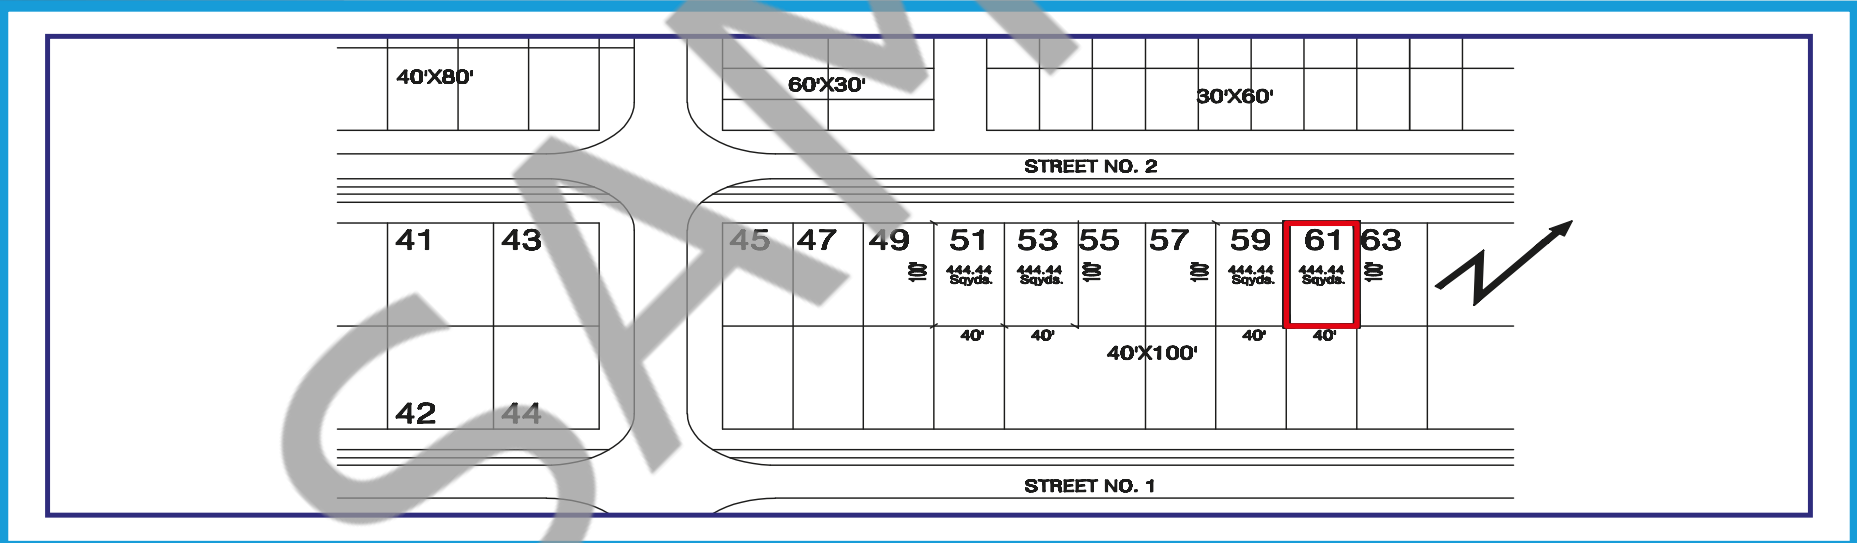 40'X80'
60'X30'
30'X60'
STREET NO. 2
41 43 45 47 49 51 53 55 57 59 61 63
100' 444.44 444.44 100' 100' 444.44 444.44 100'
Sqyds. Sqyds. Sqyds. Sqyds.
40' 40' 40' 40'
40'X100'
42 44
STREET NO. 1
SAM